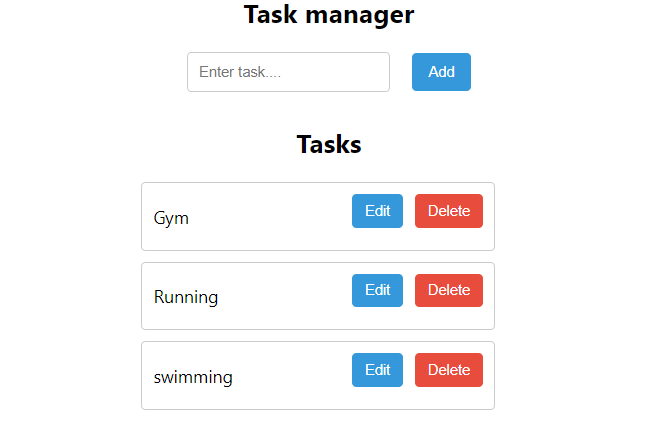 Task manager
Enter task.... Add
Tasks
Gym Edit Delete
Running Edit Delete
swimming Edit Delete